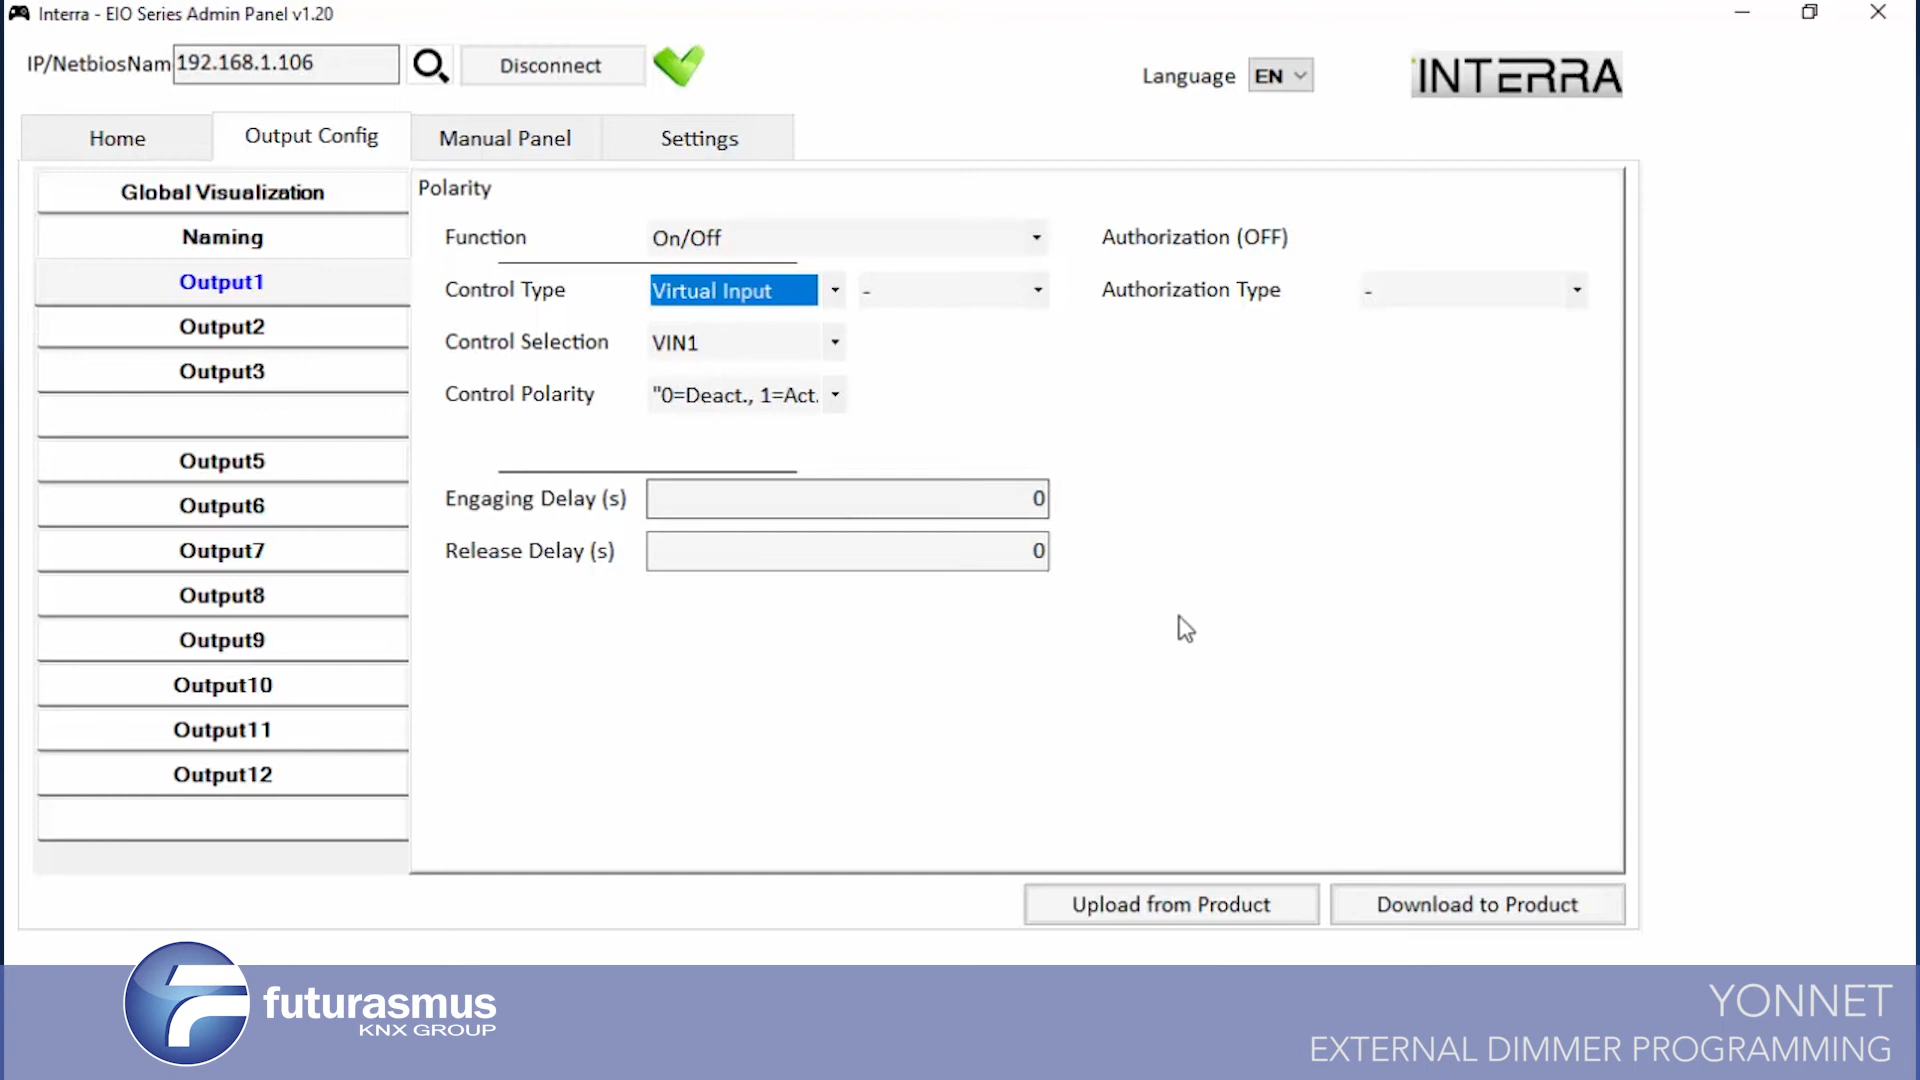 Interra - EIO Series Admin Panel v1.20
IP/NetbiosNam 192.168.1.106 Disconnect
Language EN
INTERRA
Home Output Config Manual Panel Settings
Global Visualization
Naming
Output1
Output2
Output3
Output5
Output6
Output7
Output8
Output9
Output10
Output11
Output12
Polarity
Function On/Off Authorization (OFF)
Control Type Virtual Input - Authorization Type -
Control Selection VIN1
Control Polarity "0=Deact., 1=Act.
Engaging Delay (s) 0
Release Delay (s) 0
Upload from Product Download to Product
futurasmus
KNX GROUP
YONNET
EXTERNAL DIMMER PROGRAMMING